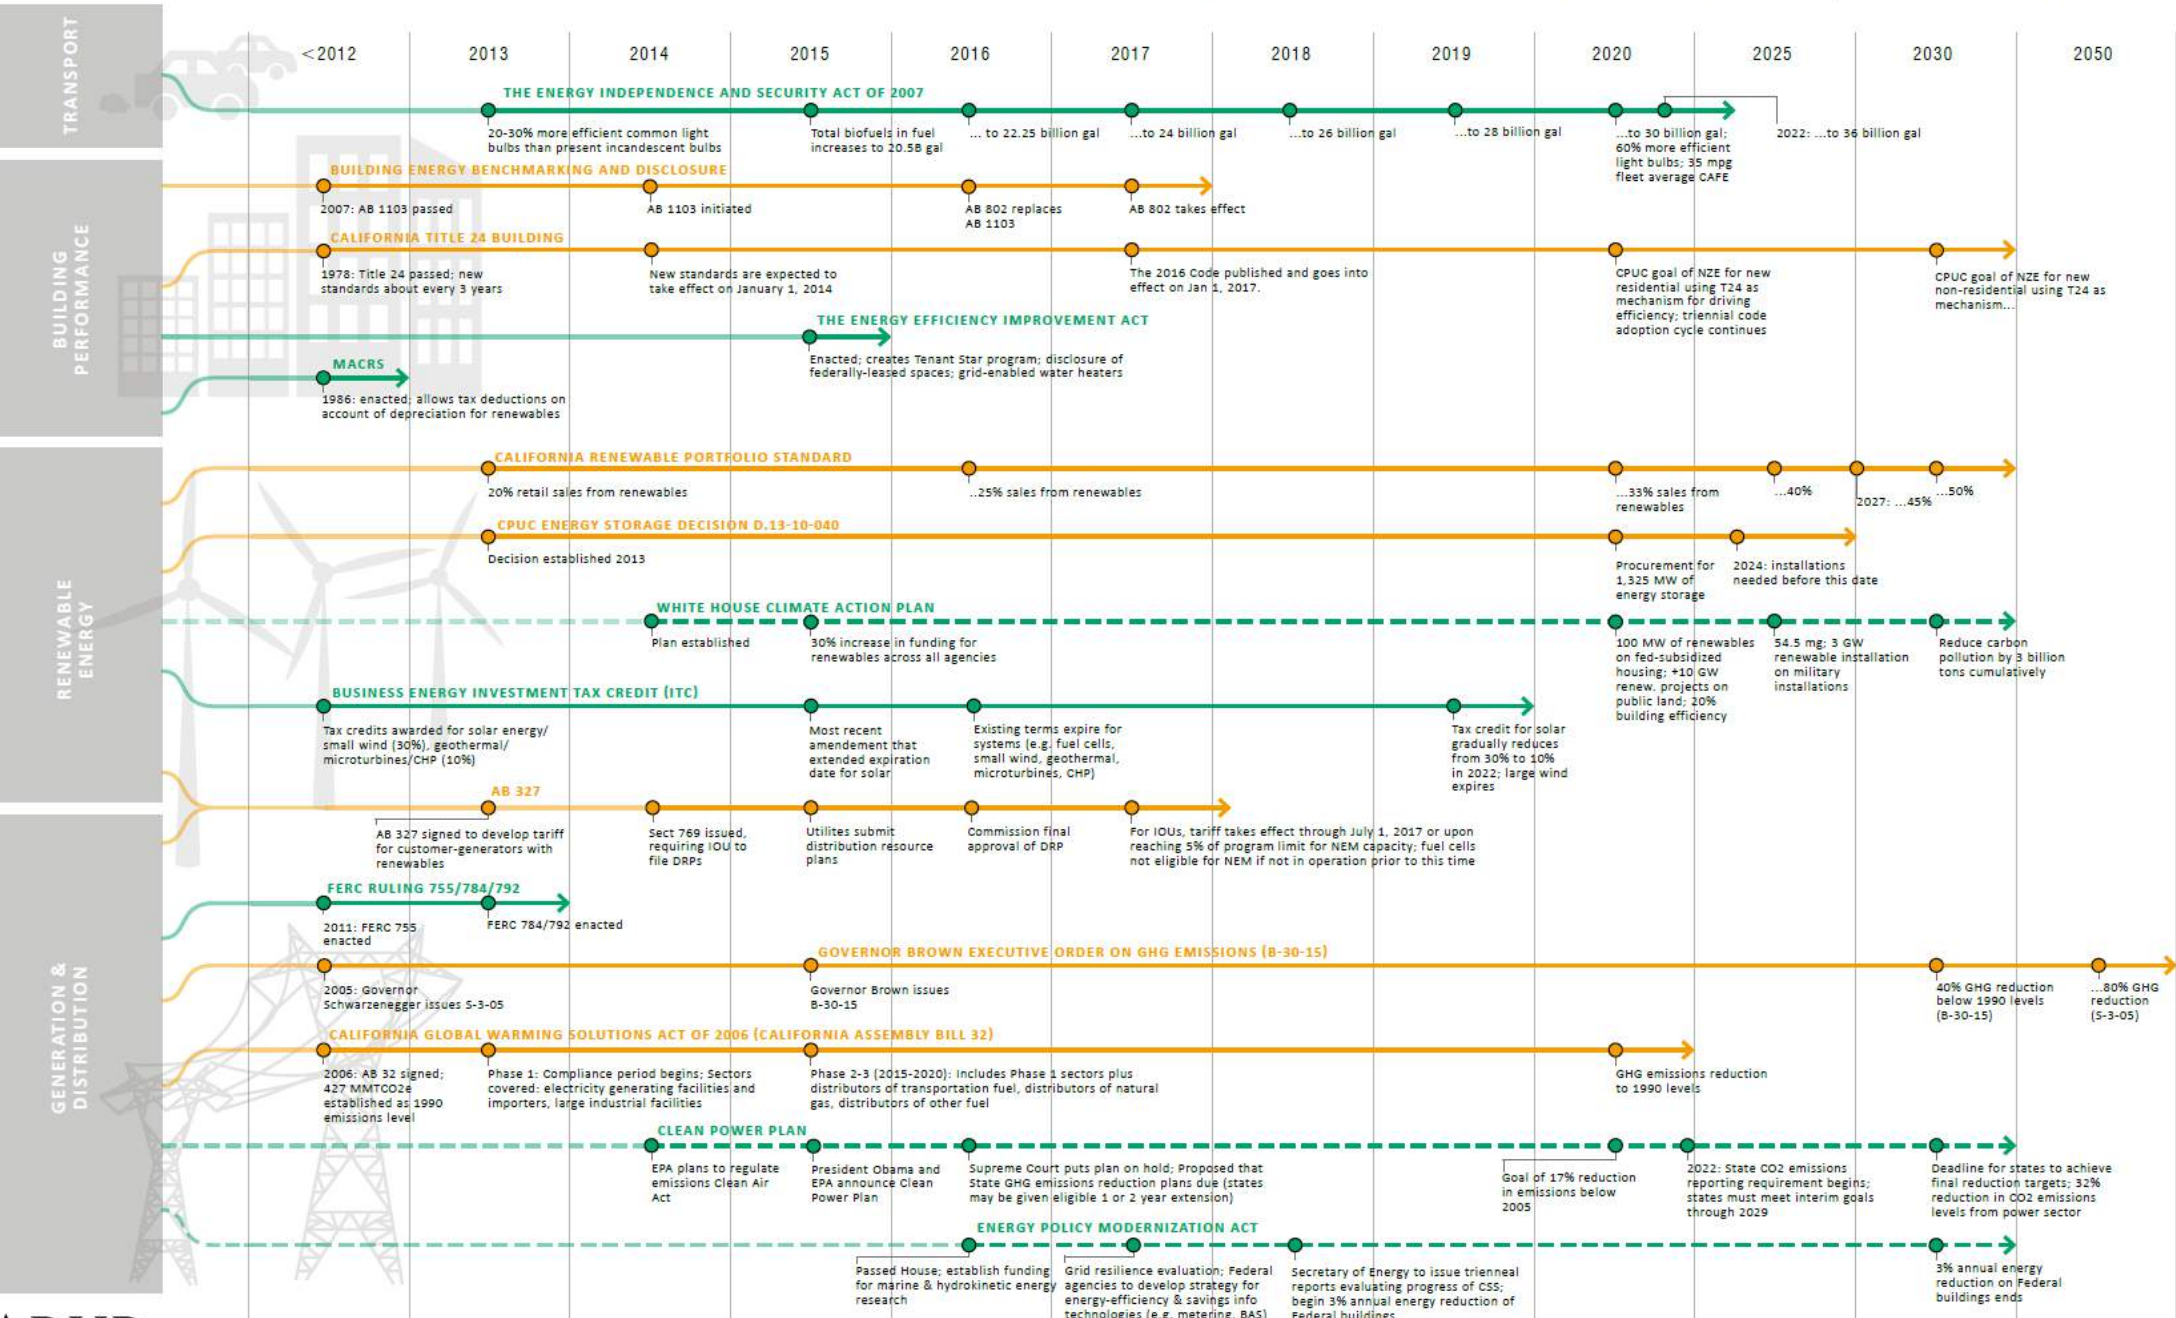 TRANSPORT
<2012 2013 2014 2015 2016 2017 2018 2019 2020 2025 2030 2050
THE ENERGY INDEPENDENCE AND SECURITY ACT OF 2007
20-30% more efficient common light
bulbs than present incandescent bulbs
Total biofuels in fuel
increases to 20.5B gal
... to 22.25 billion gal
...to 24 billion gal
...to 26 billion gal
...to 28 billion gal
...to 30 billion gal;
60% more efficient
light bulbs; 35 mpg
fleet average CAFE
2022: ...to 36 billion gal
BUILDING
PERFORMANCE
BUILDING ENERGY BENCHMARKING AND DISCLOSURE
2007: AB 1103 passed
AB 1103 initiated
AB 802 replaces
AB 1103
AB 802 takes effect
CALIFORNIA TITLE 24 BUILDING
1978: Title 24 passed; new
standards about every 3 years
New standards are expected to
take effect on January 1, 2014
The 2016 Code published and goes into
effect on Jan 1, 2017.
CPUC goal of NZE for new
residential using T24 as
mechanism for driving
efficiency; triennial code
adoption cycle continues
CPUC goal of NZE for new
non-residential using T24 as
mechanism...
THE ENERGY EFFICIENCY IMPROVEMENT ACT
Enacted; creates Tenant Star program; disclosure of
federally-leased spaces; grid-enabled water heaters
MACRS
1986: enacted; allows tax deductions on
account of depreciation for renewables
RENEWABLE
ENERGY
CALIFORNIA RENEWABLE PORTFOLIO STANDARD
20% retail sales from renewables
..25% sales from renewables
...33% sales from
renewables
...40%
2027: ...45%
...50%
CPUC ENERGY STORAGE DECISION D.13-10-040
Decision established 2013
Procurement for
1,325 MW of
energy storage
2024: installations
needed before this date
WHITE HOUSE CLIMATE ACTION PLAN
Plan established
30% increase in funding for
renewables across all agencies
100 MW of renewables
on fed-subsidized
housing; +10 GW
renew. projects on
public land; 20%
building efficiency
54.5 mg; 3 GW
renewable installation
on military
installations
Reduce carbon
pollution by 3 billion
tons cumulatively
BUSINESS ENERGY INVESTMENT TAX CREDIT (ITC)
Tax credits awarded for solar energy/
small wind (30%), geothermal/
microturbines/CHP (10%)
Most recent
amendement that
extended expiration
date for solar
Existing terms expire for
systems (e.g. fuel cells,
small wind, geothermal,
microturbines, CHP)
Tax credit for solar
gradually reduces
from 30% to 10%
in 2022; large wind
expires
AB 327
AB 327 signed to develop tariff
for customer-generators with
renewables
Sect 769 issued,
requiring IOU to
file DRPs
Utilites submit
distribution resource
plans
Commission final
approval of DRP
For IOUs, tariff takes effect through July 1, 2017 or upon
reaching 5% of program limit for NEM capacity; fuel cells
not eligible for NEM if not in operation prior to this time
GENERATION &
DISTRIBUTION
FERC RULING 755/784/792
2011: FERC 755
enacted
FERC 784/792 enacted
GOVERNOR BROWN EXECUTIVE ORDER ON GHG EMISSIONS (B-30-15)
2005: Governor
Schwarzenegger issues S-3-05
Governor Brown issues
B-30-15
40% GHG reduction
below 1990 levels
(B-30-15)
...80% GHG
reduction
(S-3-05)
CALIFORNIA GLOBAL WARMING SOLUTIONS ACT OF 2006 (CALIFORNIA ASSEMBLY BILL 32)
2006: AB 32 signed;
427 MMTCO2e
established as 1990
emissions level
Phase 1: Compliance period begins; Sectors
covered: electricity generating facilities and
importers, large industrial facilities
Phase 2-3 (2015-2020): Includes Phase 1 sectors plus
distributors of transportation fuel, distributors of natural
gas, distributors of other fuel
GHG emissions reduction
to 1990 levels
CLEAN POWER PLAN
EPA plans to regulate
emissions Clean Air
Act
President Obama and
EPA announce Clean
Power Plan
Supreme Court puts plan on hold; Proposed that
State GHG emissions reduction plans due (states
may be given eligible 1 or 2 year extension)
Goal of 17% reduction
in emissions below
2005
2022: State CO2 emissions
reporting requirement begins;
states must meet interim goals
through 2029
Deadline for states to achieve
final reduction targets; 32%
reduction in CO2 emissions
levels from power sector
ENERGY POLICY MODERNIZATION ACT
Passed House; establish funding
for marine & hydrokinetic energy
research
Grid resilience evaluation; Federal
agencies to develop strategy for
energy-efficiency & savings info
technologies (e.g. metering, BAS)
Secretary of Energy to issue trienneal
reports evaluating progress of CSS;
begin 3% annual energy reduction of
Federal buildings
3% annual energy
reduction on Federal
buildings ends